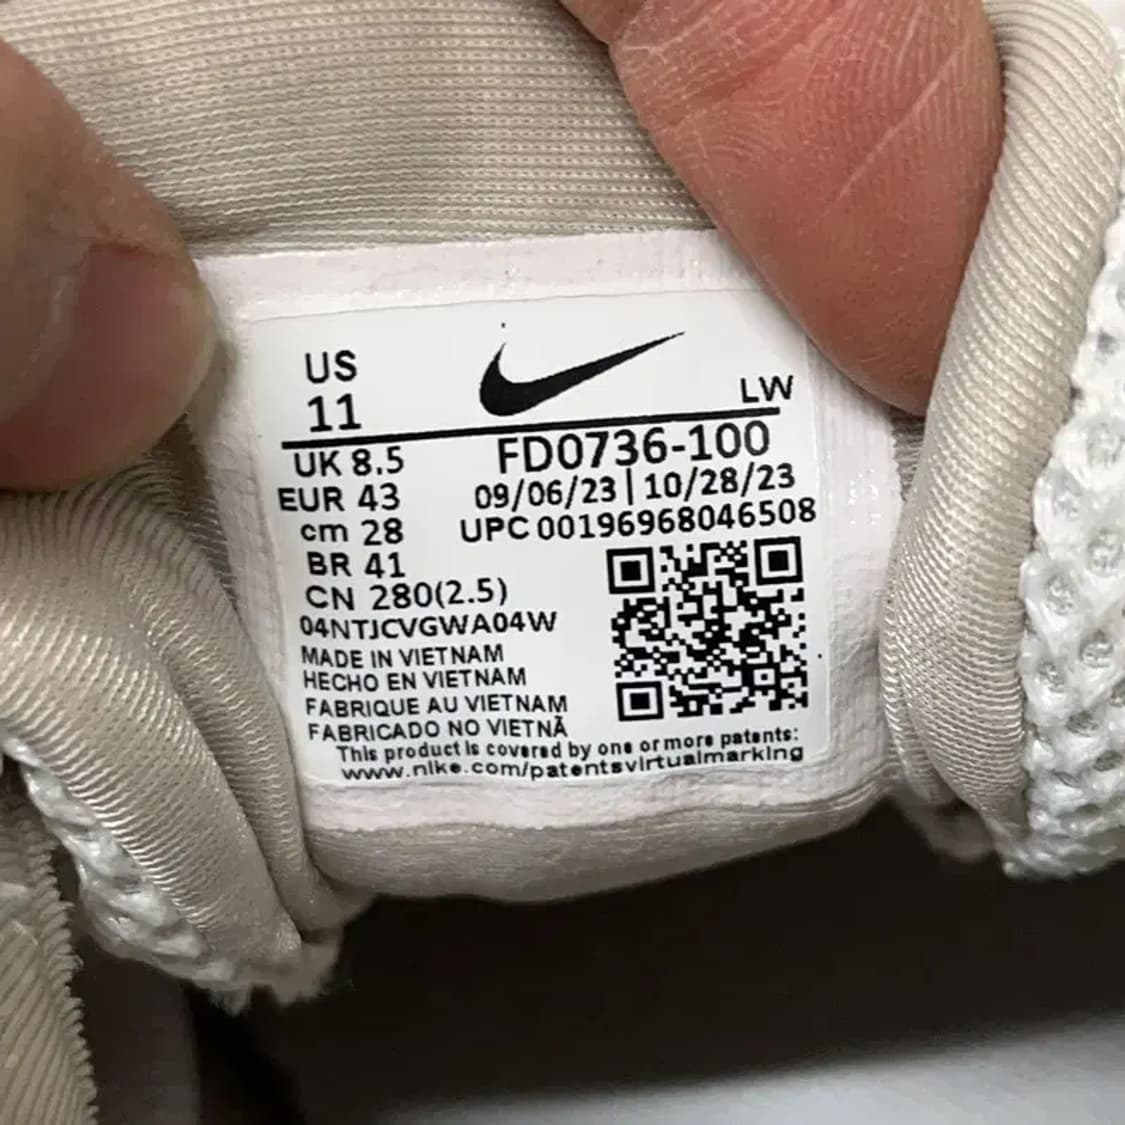 US
11
LW
UK 8.5
FD0736-100
EUR 43
09/06/23 | 10/28/23
cm 28
UPC 00196968046508
BR 41
CN 280(2.5)
04NTJCVGWA04W
MADE IN VIETNAM
HECHO EN VIETNAM
FABRIQUE AU VIETNAM
FABRICADO NO VIETNÃ
This product is covered by one or more patents:
www.nike.com/patentsvirtualmarking